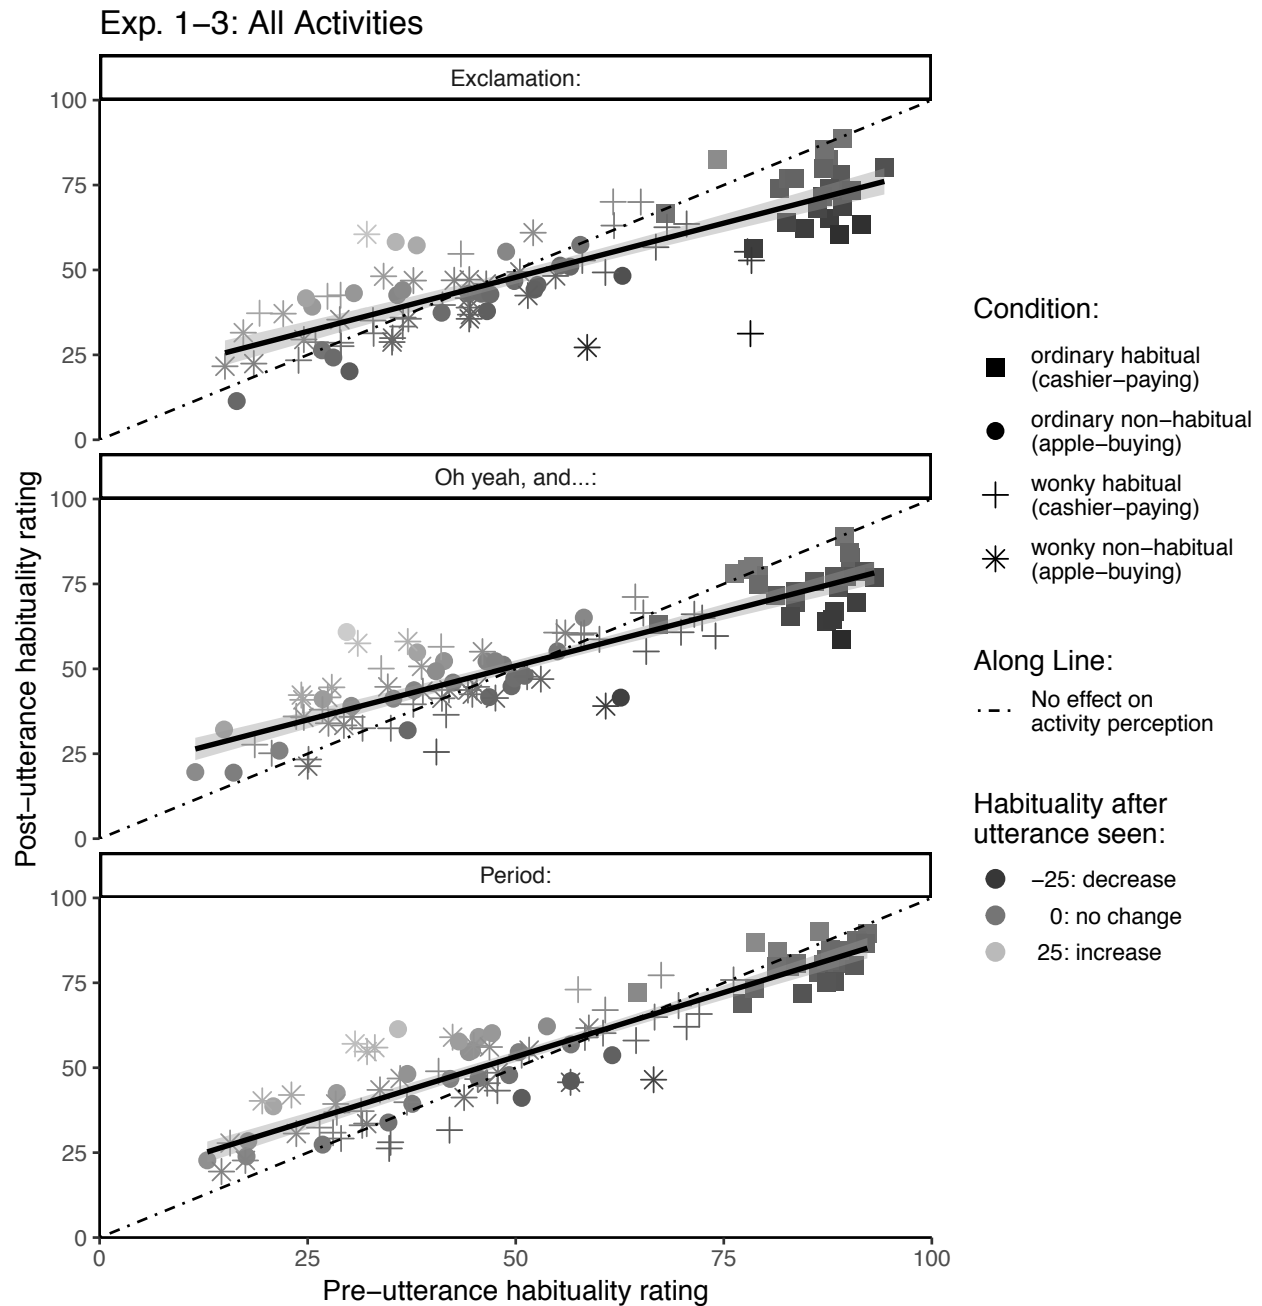 Exp. 1–3: All Activities
Exclamation:
100
75
50
25
0
Oh yeah, and...:
100
75
50
25
0
Period:
100
75
50
25
0
0
25
50
75
100
Pre–utterance habituality rating
Post–utterance habituality rating
Condition:
ordinary habitual
(cashier–paying)
ordinary non–habitual
(apple–buying)
wonky habitual
(cashier–paying)
wonky non–habitual
(apple–buying)
Along Line:
No effect on
activity perception
Habituality after
utterance seen:
–25: decrease
0: no change
25: increase